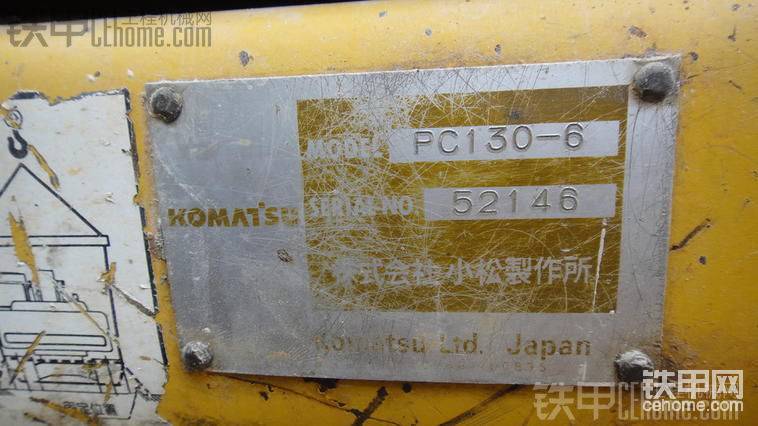 铁甲 工程机械网
CEhome.com
MODEL PC130-6
KOMATSU
SERIAL NO. 52146
株式会社 小松製作所
Komatsu Ltd. Japan
铁甲网
cehome.com